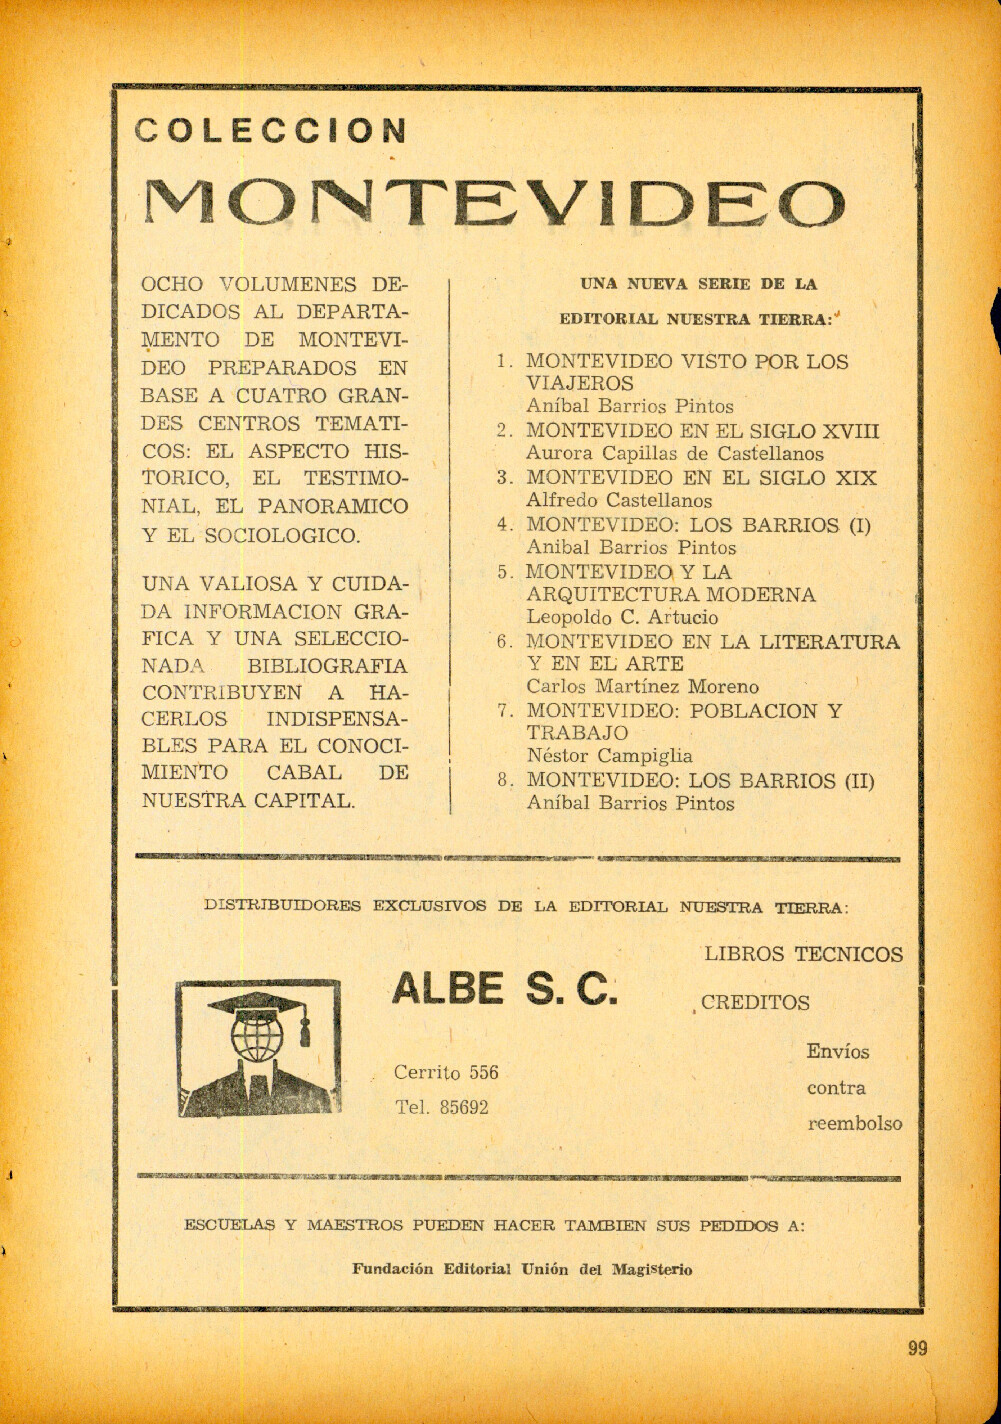 COLECCION
MONTEVIDEO
OCHO VOLUMENES DE-
DICADOS AL DEPARTA-
MENTO DE MONTEVI-
DEO PREPARADOS EN
BASE A CUATRO GRAN-
DES CENTROS TEMATI-
COS: EL ASPECTO HIS-
TORICO, EL TESTIMO-
NIAL, EL PANORAMICO
Y EL SOCIOLOGICO.
UNA VALIOSA Y CUIDA-
DA INFORMACION GRA-
FICA Y UNA SELECCIO-
NADA BIBLIOGRAFIA
CONTRIBUYEN A HA-
CERLOS INDISPENSA-
BLES PARA EL CONOCI-
MIENTO CABAL DE
NUESTRA CAPITAL.
UNA NUEVA SERIE DE LA
EDITORIAL NUESTRA TIERRA:
1. MONTEVIDEO VISTO POR LOS
VIAJEROS
Aníbal Barrios Pintos
2. MONTEVIDEO EN EL SIGLO XVIII
Aurora Capillas de Castellanos
3. MONTEVIDEO EN EL SIGLO XIX
Alfredo Castellanos
4. MONTEVIDEO: LOS BARRIOS (I)
Anibal Barrios Pintos
5. MONTEVIDEO Y LA
ARQUITECTURA MODERNA
Leopoldo C. Artucio
6. MONTEVIDEO EN LA LITERATURA
Y EN EL ARTE
Carlos Martínez Moreno
7. MONTEVIDEO: POBLACION Y
TRABAJO
Néstor Campiglia
8. MONTEVIDEO: LOS BARRIOS (II)
Aníbal Barrios Pintos
DISTRIBUIDORES EXCLUSIVOS DE LA EDITORIAL NUESTRA TIERRA:
ALBE S. C.
Cerrito 556
Tel. 85692
LIBROS TECNICOS
CREDITOS
Envíos
contra
reembolso
ESCUELAS Y MAESTROS PUEDEN HACER TAMBIEN SUS PEDIDOS A:
Fundación Editorial Unión del Magisterio
99